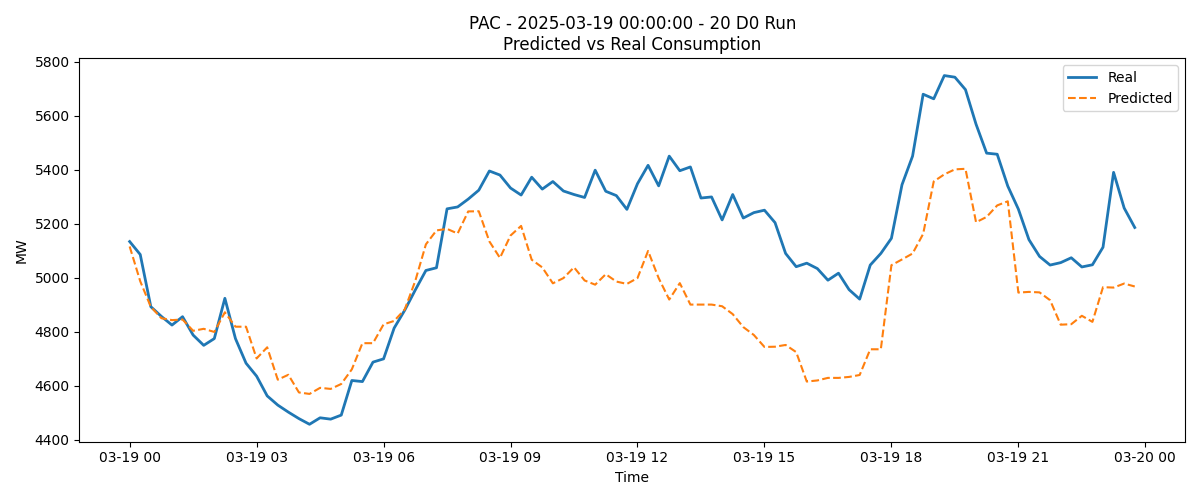 PAC - 2025-03-19 00:00:00 - 20 D0 Run
Predicted vs Real Consumption
5800
5600
5400
5200
5000
4800
4600
4400
MW
Real
Predicted
03-19 00
03-19 03
03-19 06
03-19 09
03-19 12
03-19 15
03-19 18
03-19 21
03-20 00
Time